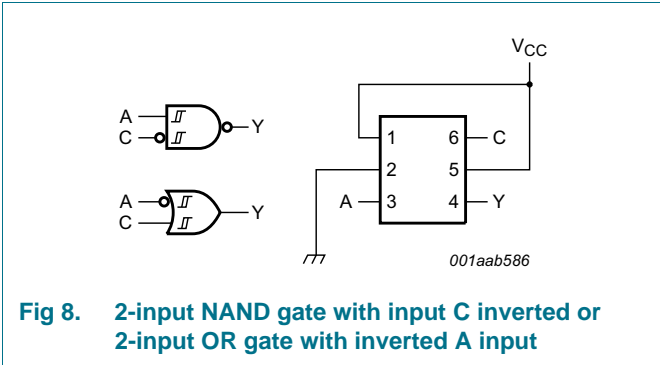 V_CC
A
C
Y
1 6 C
2 5
A
C
Y
A 3 4 Y
001aab586
Fig 8. 2-input NAND gate with input C inverted or
2-input OR gate with inverted A input